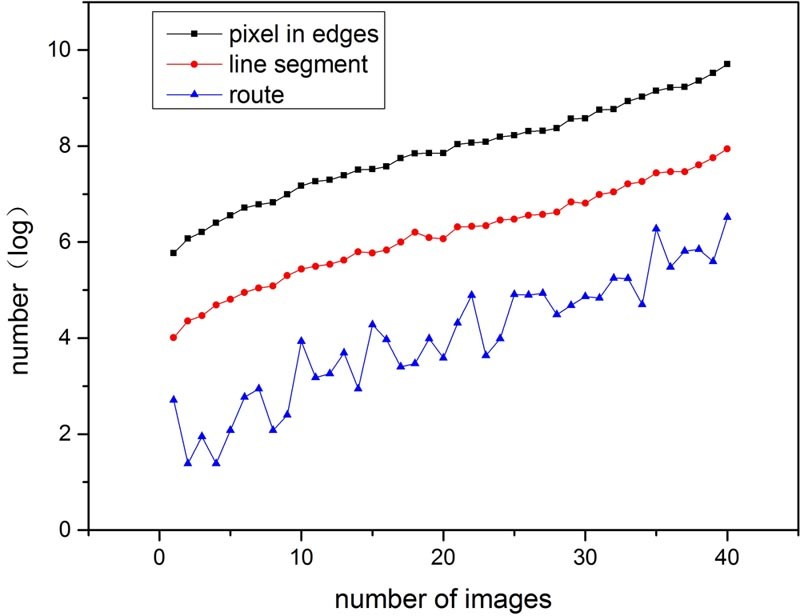 pixel in edges
line segment
route
10
8
6
4
2
0
number（log）
0 10 20 30 40
number of images